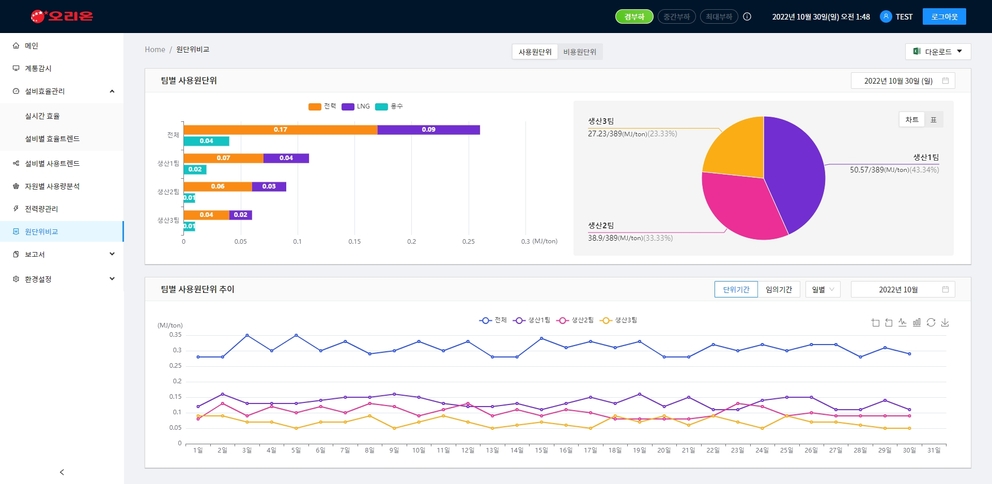 오리온
경부하 중간부하 최대부하 2022년 10월 30일(일) 오전 1:48 TEST 로그아웃
메인
계통감시
설비효율관리
실시간 효율
설비별 효율트렌드
설비별 사용트렌드
자원별 사용량분석
전력량관리
원단위비교
보고서
환경설정
Home / 원단위비교
사용원단위 비용원단위
다운로드
팀별 사용원단위
2022년 10월 30일 (일)
전력 LNG 용수
전체 0.17 0.09
0.04
생산1팀 0.07 0.04
0.02
생산2팀 0.06 0.03
0.01
생산3팀 0.04 0.02
0.01
0 0.05 0.1 0.15 0.2 0.25 0.3 (MJ/ton)
차트 표
생산3팀
27.23/389(MJ/ton)(23.33%)
생산1팀
50.57/389(MJ/ton)(43.34%)
생산2팀
38.9/389(MJ/ton)(33.33%)
팀별 사용원단위 추이
단위기간 임의기간 일별 2022년 10월
전체 생산1팀 생산2팀 생산3팀
(MJ/ton)
0.35
0.3
0.25
0.2
0.15
0.1
0.05
0
1일 2일 3일 4일 5일 6일 7일 8일 9일 10일 11일 12일 13일 14일 15일 16일 17일 18일 19일 20일 21일 22일 23일 24일 25일 26일 27일 28일 29일 30일 31일